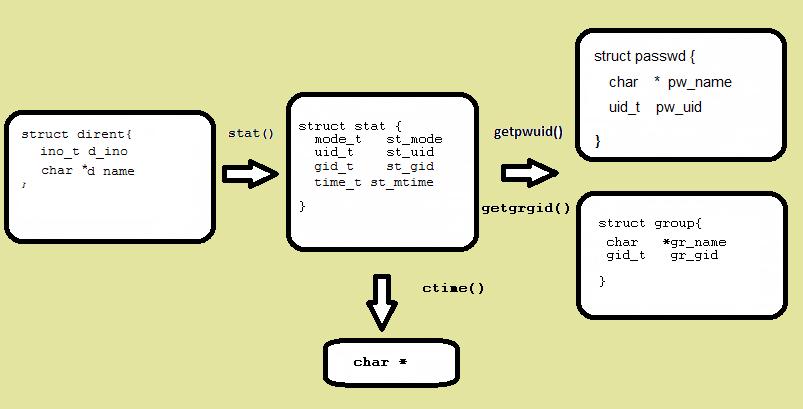 struct dirent{
ino_t d_ino
char *d name
;
stat()
struct stat {
mode_t st_mode
uid_t st_uid
gid_t st_gid
time_t st_mtime
}
getpwuid()
getgrgid()
struct passwd {
char * pw_name
uid_t pw_uid
}
struct group{
char *gr_name
gid_t gr_gid
}
ctime()
char *